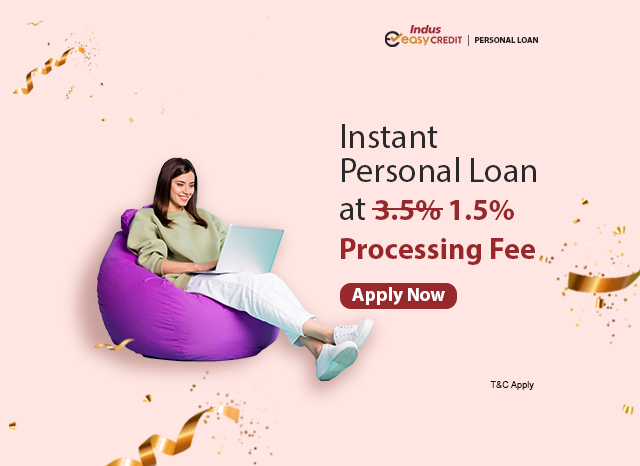 Indus
easy CREDIT | PERSONAL LOAN
Instant
Personal Loan
at 3.5% 1.5%
Processing Fee
Apply Now
T&C Apply